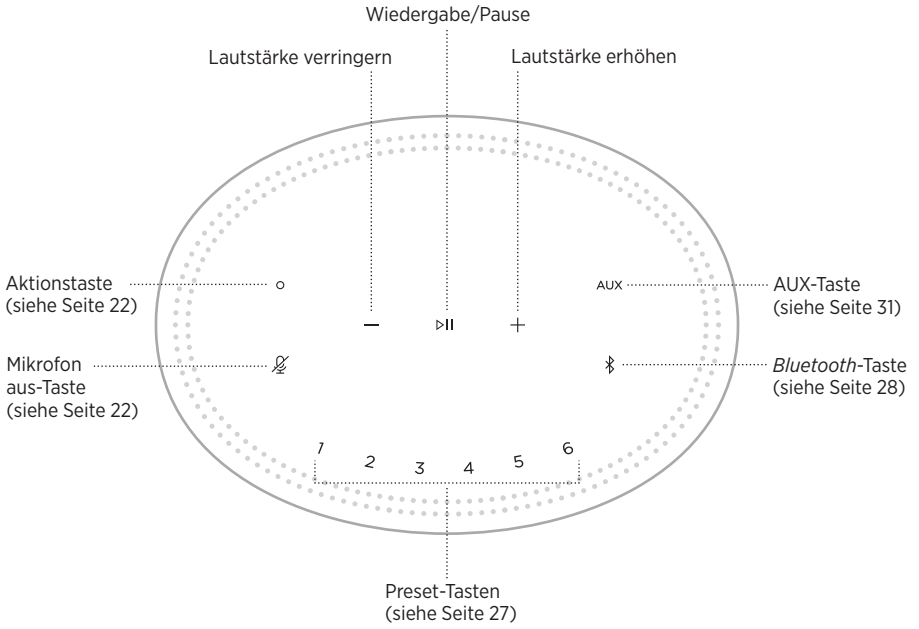 Wiedergabe/Pause
Lautstärke verringern
Lautstärke erhöhen
Aktionstaste
(siehe Seite 22)
AUX
AUX-Taste
(siehe Seite 31)
Mikrofon
aus-Taste
(siehe Seite 22)
Bluetooth-Taste
(siehe Seite 28)
1 2 3 4 5 6
Preset-Tasten
(siehe Seite 27)